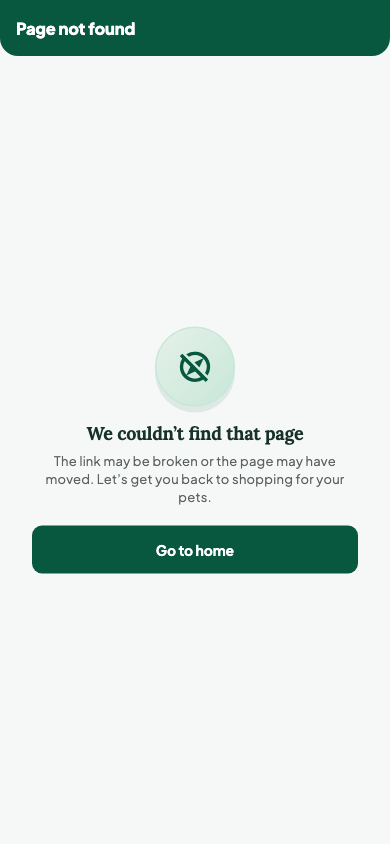 Page not found
We couldn’t find that page
The link may be broken or the page may have
moved. Let’s get you back to shopping for your
pets.
Go to home